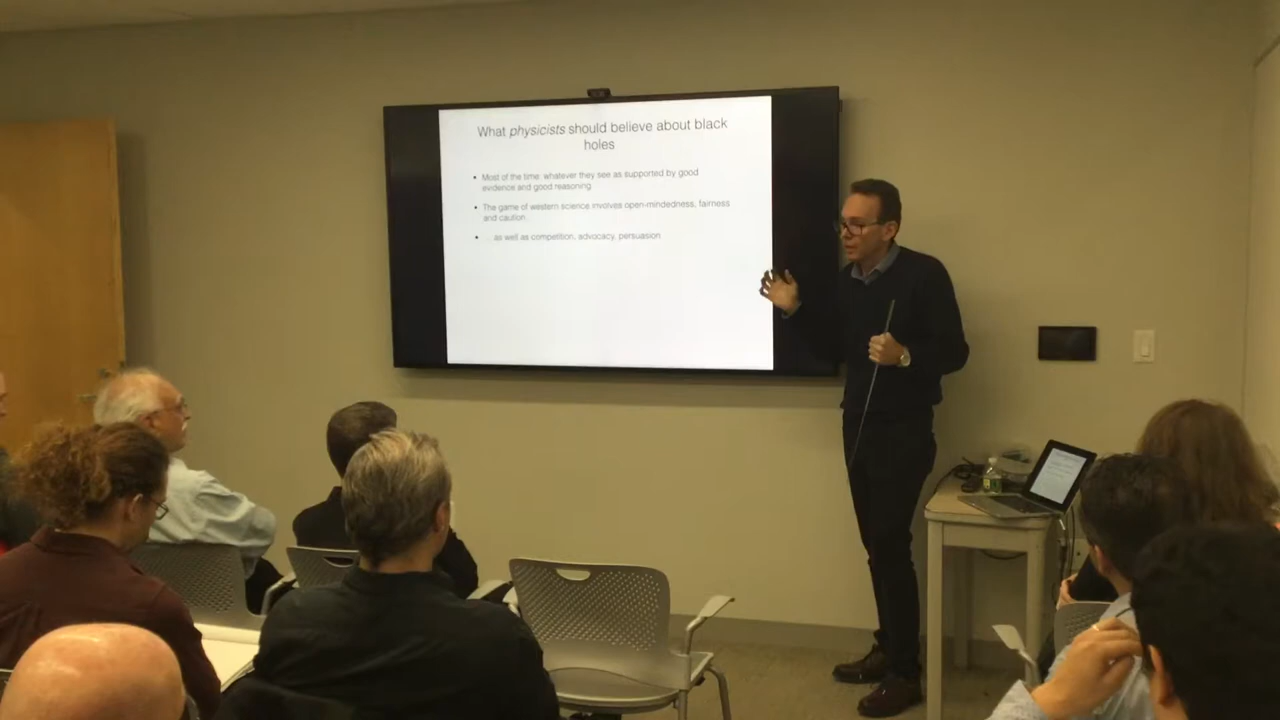 What physicists should believe about black
holes
• Most of the time: whatever they see as supported by good
evidence and good reasoning
• The game of western science involves open-mindedness, fairness
and caution...
• ...as well as competition, advocacy, persuasion